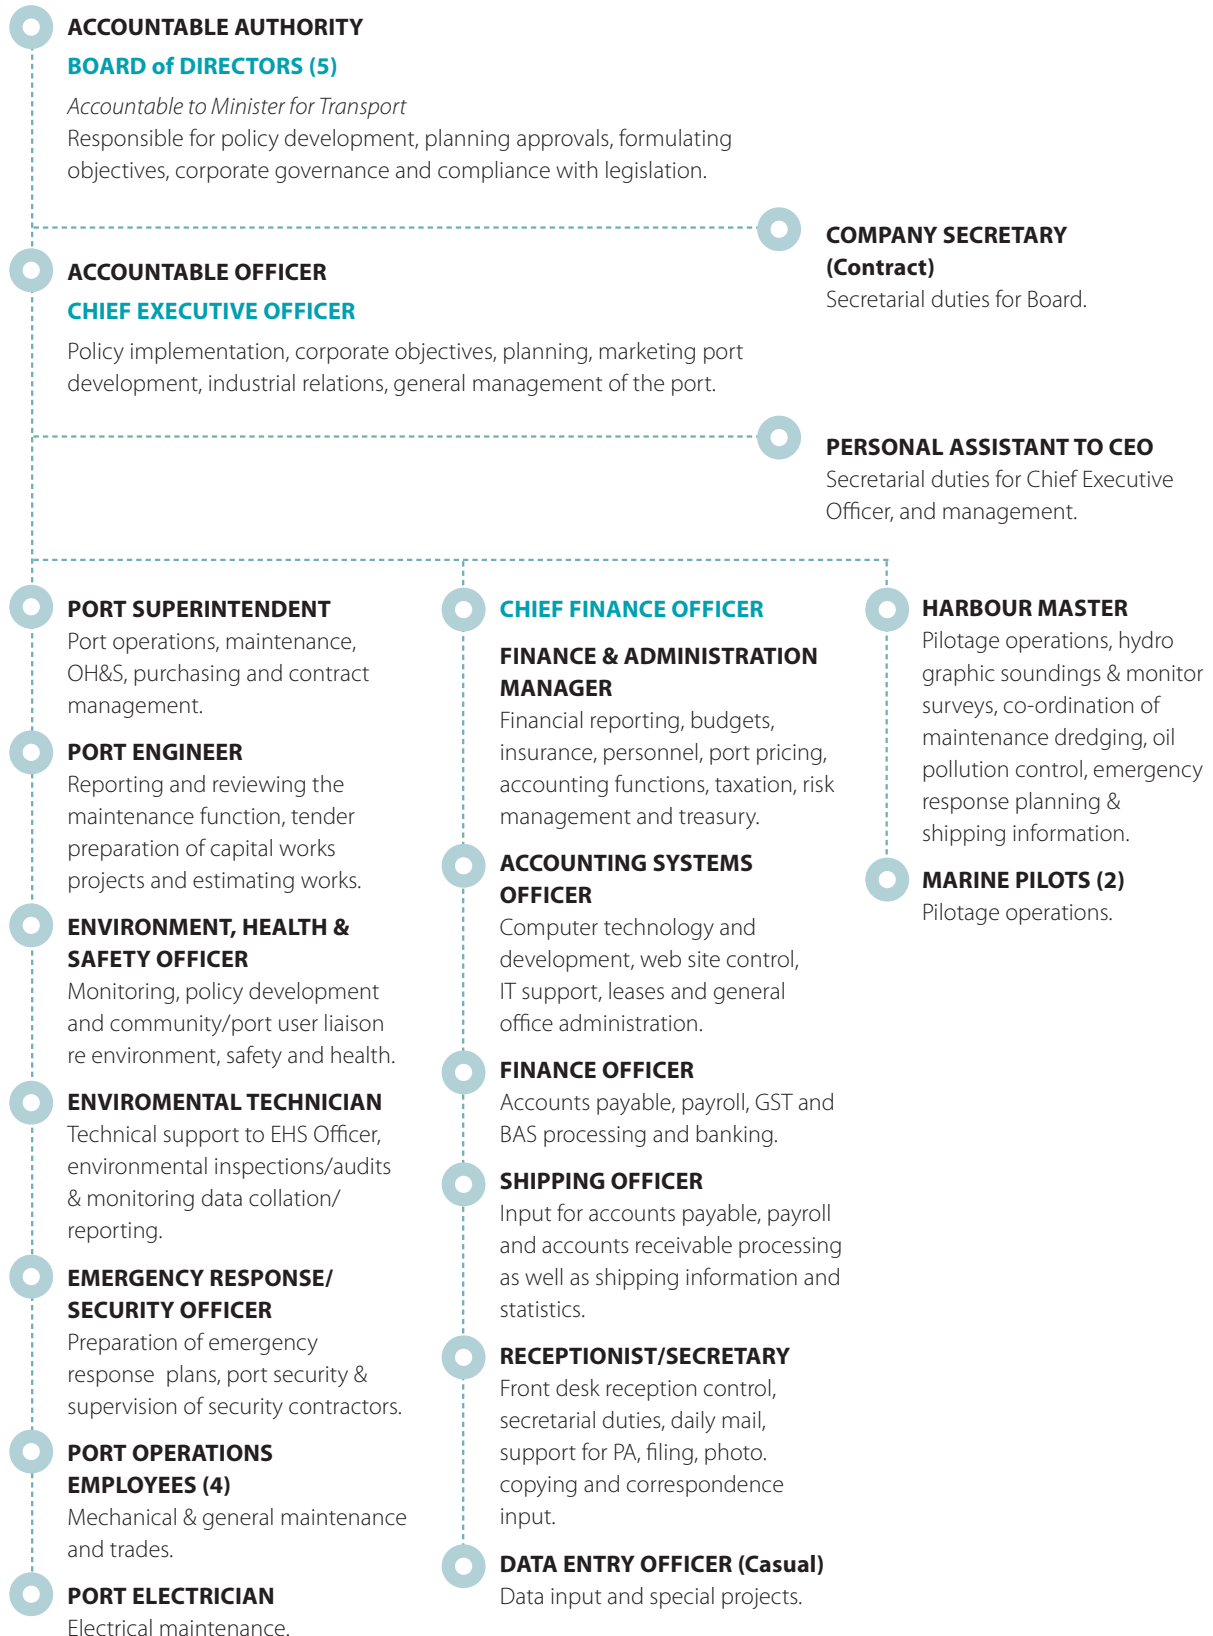 ACCOUNTABLE AUTHORITY
BOARD of DIRECTORS (5)
Accountable to Minister for Transport
Responsible for policy development, planning approvals, formulating
objectives, corporate governance and compliance with legislation.
COMPANY SECRETARY
(Contract)
Secretarial duties for Board.
ACCOUNTABLE OFFICER
CHIEF EXECUTIVE OFFICER
Policy implementation, corporate objectives, planning, marketing port
development, industrial relations, general management of the port.
PERSONAL ASSISTANT TO CEO
Secretarial duties for Chief Executive
Officer, and management.
PORT SUPERINTENDENT
Port operations, maintenance,
OH&S, purchasing and contract
management.
PORT ENGINEER
Reporting and reviewing the
maintenance function, tender
preparation of capital works
projects and estimating works.
ENVIRONMENT, HEALTH &
SAFETY OFFICER
Monitoring, policy development
and community/port user liaison
re environment, safety and health.
ENVIROMENTAL TECHNICIAN
Technical support to EHS Officer,
environmental inspections/audits
& monitoring data collation/
reporting.
EMERGENCY RESPONSE/
SECURITY OFFICER
Preparation of emergency
response  plans, port security &
supervision of security contractors.
PORT OPERATIONS
EMPLOYEES (4)
Mechanical & general maintenance
and trades.
PORT ELECTRICIAN
Electrical maintenance.
CHIEF FINANCE OFFICER
FINANCE & ADMINISTRATION
MANAGER
Financial reporting, budgets,
insurance, personnel, port pricing,
accounting functions, taxation, risk
management and treasury.
ACCOUNTING SYSTEMS
OFFICER
Computer technology and
development, web site control,
IT support, leases and general
office administration.
FINANCE OFFICER
Accounts payable, payroll, GST and
BAS processing and banking.
SHIPPING OFFICER
Input for accounts payable, payroll
and accounts receivable processing
as well as shipping information and
statistics.
RECEPTIONIST/SECRETARY
Front desk reception control,
secretarial duties, daily mail,
support for PA, filing, photo.
copying and correspondence
input.
DATA ENTRY OFFICER (Casual)
Data input and special projects.
HARBOUR MASTER
Pilotage operations, hydro
graphic soundings & monitor
surveys, co-ordination of
maintenance dredging, oil
pollution control, emergency
response planning &
shipping information.
MARINE PILOTS (2)
Pilotage operations.